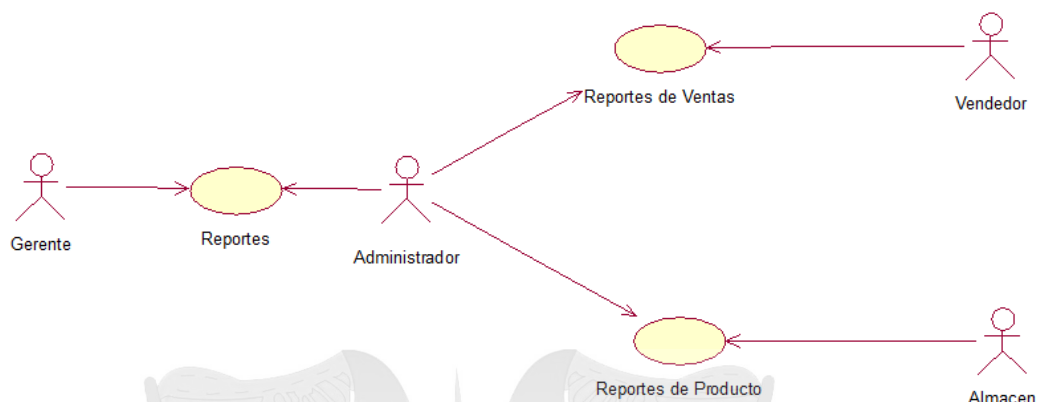 Reportes de Ventas
Vendedor
Gerente
Reportes
Administrador
Reportes de Producto
Almacen